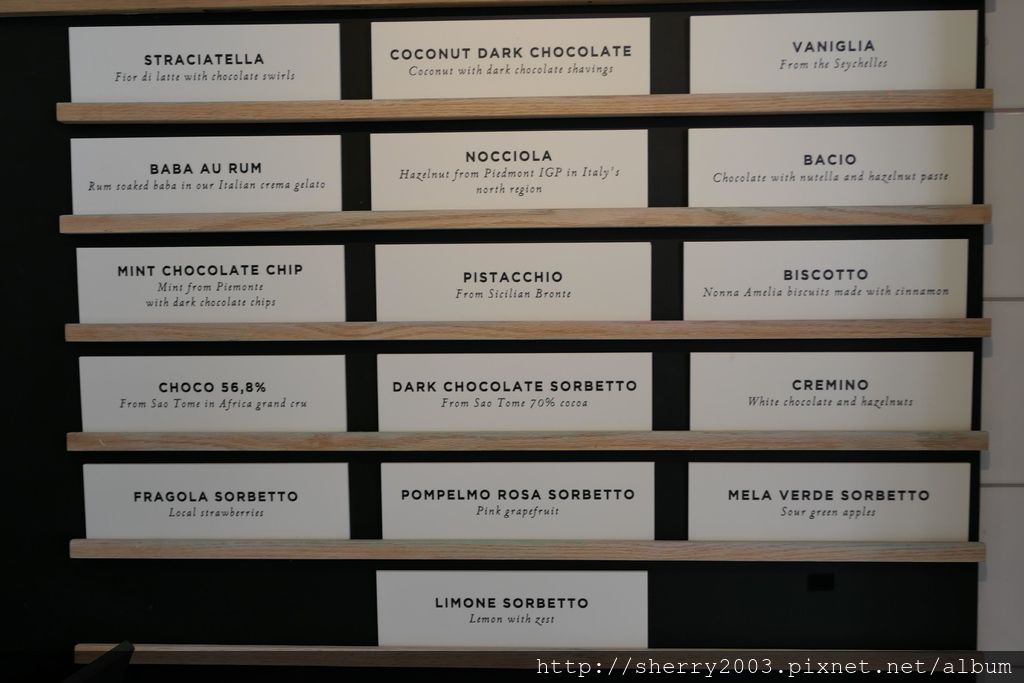 STRACIATELLA
Fior di latte with chocolate swirls
COCONUT DARK CHOCOLATE
Coconut with dark chocolate shavings
VANIGLIA
From the Seychelles
BABA AU RUM
Rum soaked baba in our Italian crema gelato
NOCCIOLA
Hazelnut from Piedmont IGP in Italy's
north region
BACIO
Chocolate with nutella and hazelnut paste
MINT CHOCOLATE CHIP
Mint from Piemonte
with dark chocolate chips
PISTACCHIO
From Sicilian Bronte
BISCOTTO
Nonna Amelia biscuits made with cinnamon
CHOCO 56,8%
From Sao Tome in Africa grand cru
DARK CHOCOLATE SORBETTO
From Sao Tome 70% cocoa
CREMINO
White chocolate and hazelnuts
FRAGOLA SORBETTO
Local strawberries
POMPELMO ROSA SORBETTO
Pink grapefruit
MELA VERDE SORBETTO
Sour green apples
LIMONE SORBETTO
Lemon with zest
http://sherry2003.pixnet.net/album